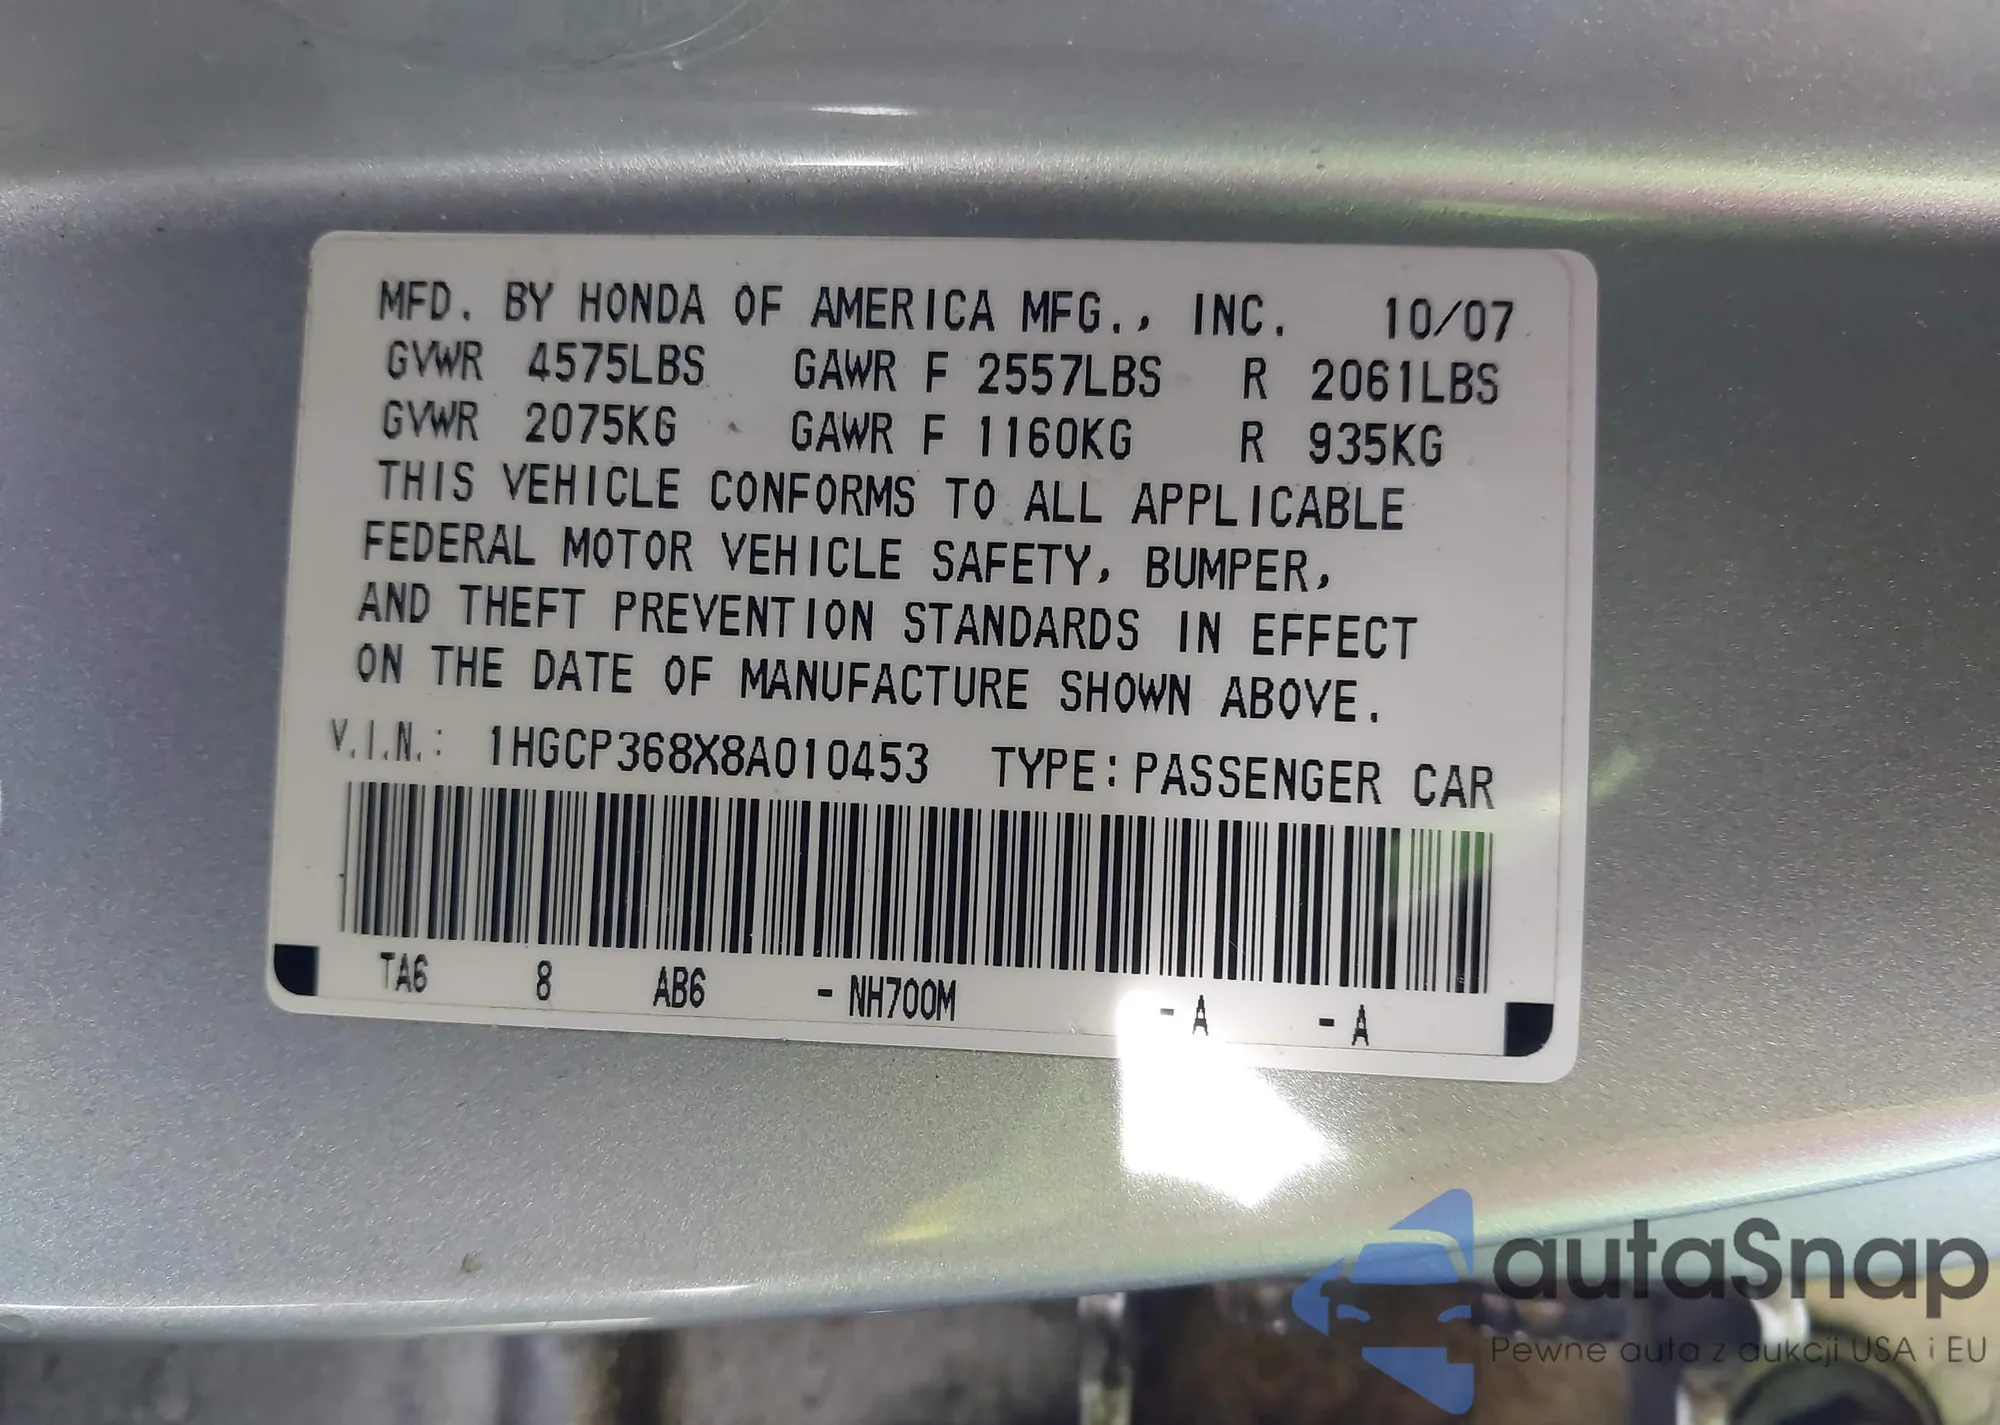 MFD. BY HONDA OF AMERICA MFG., INC. 10/07
GVWR 4575LBS GAWR F 2557LBS R 2061LBS
GVWR 2075KG GAWR F 1160KG R 935KG
THIS VEHICLE CONFORMS TO ALL APPLICABLE
FEDERAL MOTOR VEHICLE SAFETY, BUMPER,
AND THEFT PREVENTION STANDARDS IN EFFECT
ON THE DATE OF MANUFACTURE SHOWN ABOVE.
V.I.N.: 1HGCP368X8A010453 TYPE: PASSENGER CAR
TA6 8 AB6 - NH700M - A - A
autaSnap
Pewne auta z aukcji USA i EU